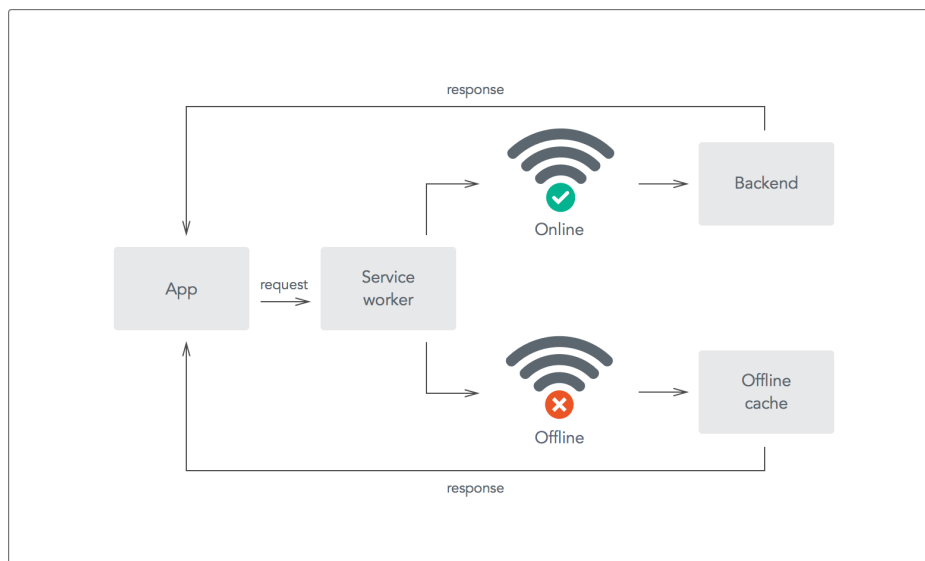 response
Backend
Online
App
request
Service
worker
Offline
cache
Offline
response